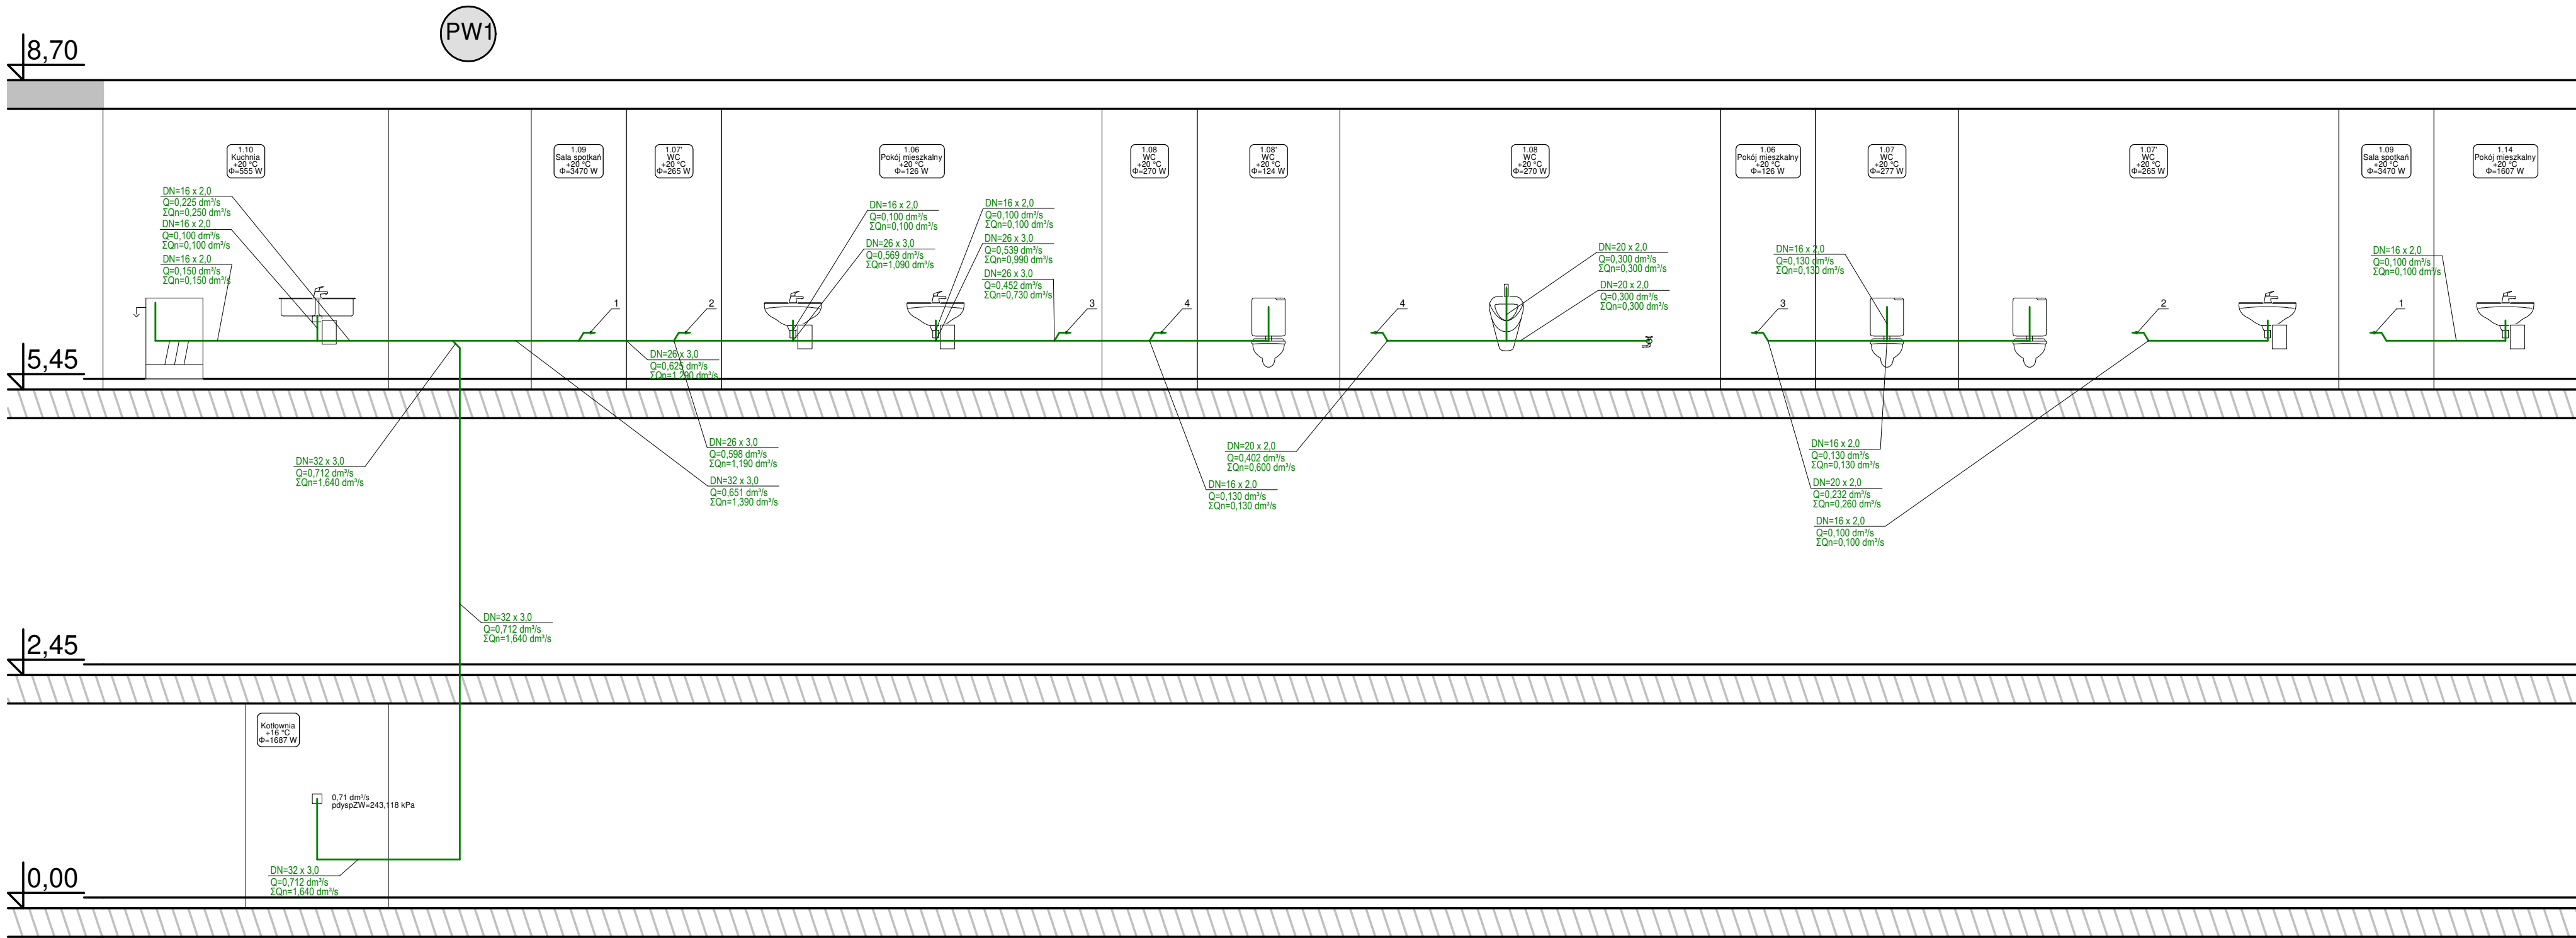 PW1
8,70
1.10
Kuchnia
+20 °C
Φ=555 W
1.09
Sala spotkań
+20 °C
Φ=3470 W
1.07'
WC
+20 °C
Φ=265 W
1.06
Pokój mieszkalny
+20 °C
Φ=126 W
1.08
WC
+20 °C
Φ=270 W
1.08'
WC
+20 °C
Φ=124 W
1.08
WC
+20 °C
Φ=270 W
1.06
Pokój mieszkalny
+20 °C
Φ=126 W
1.07
WC
+20 °C
Φ=277 W
1.07'
WC
+20 °C
Φ=265 W
1.09
Sala spotkań
+20 °C
Φ=3470 W
1.14
Pokój mieszkalny
+20 °C
Φ=1607 W
DN=16 x 2,0
Q=0,225 dm³/s
ΣQn=0,250 dm³/s
DN=16 x 2,0
Q=0,100 dm³/s
ΣQn=0,100 dm³/s
DN=16 x 2,0
Q=0,150 dm³/s
ΣQn=0,150 dm³/s
DN=16 x 2,0
Q=0,100 dm³/s
ΣQn=0,100 dm³/s
DN=26 x 3,0
Q=0,569 dm³/s
ΣQn=1,090 dm³/s
DN=16 x 2,0
Q=0,100 dm³/s
ΣQn=0,100 dm³/s
DN=26 x 3,0
Q=0,539 dm³/s
ΣQn=0,990 dm³/s
DN=26 x 3,0
Q=0,452 dm³/s
ΣQn=0,730 dm³/s
DN=20 x 2,0
Q=0,300 dm³/s
ΣQn=0,300 dm³/s
DN=20 x 2,0
Q=0,300 dm³/s
ΣQn=0,300 dm³/s
DN=16 x 2,0
Q=0,130 dm³/s
ΣQn=0,130 dm³/s
DN=16 x 2,0
Q=0,100 dm³/s
ΣQn=0,100 dm³/s
1
2
3
4
4
3
2
1
5,45
DN=26 x 3,0
Q=0,625 dm³/s
ΣQn=1,290 dm³/s
DN=32 x 3,0
Q=0,712 dm³/s
ΣQn=1,640 dm³/s
DN=26 x 3,0
Q=0,598 dm³/s
ΣQn=1,190 dm³/s
DN=32 x 3,0
Q=0,651 dm³/s
ΣQn=1,390 dm³/s
DN=20 x 2,0
Q=0,402 dm³/s
ΣQn=0,600 dm³/s
DN=16 x 2,0
Q=0,130 dm³/s
ΣQn=0,130 dm³/s
DN=16 x 2,0
Q=0,130 dm³/s
ΣQn=0,130 dm³/s
DN=20 x 2,0
Q=0,232 dm³/s
ΣQn=0,260 dm³/s
DN=16 x 2,0
Q=0,100 dm³/s
ΣQn=0,100 dm³/s
DN=32 x 3,0
Q=0,712 dm³/s
ΣQn=1,640 dm³/s
2,45
Kotłownia
+16 °C
Φ=1687 W
0,71 dm³/s
pdyspZW=243,118 kPa
DN=32 x 3,0
Q=0,712 dm³/s
ΣQn=1,640 dm³/s
0,00